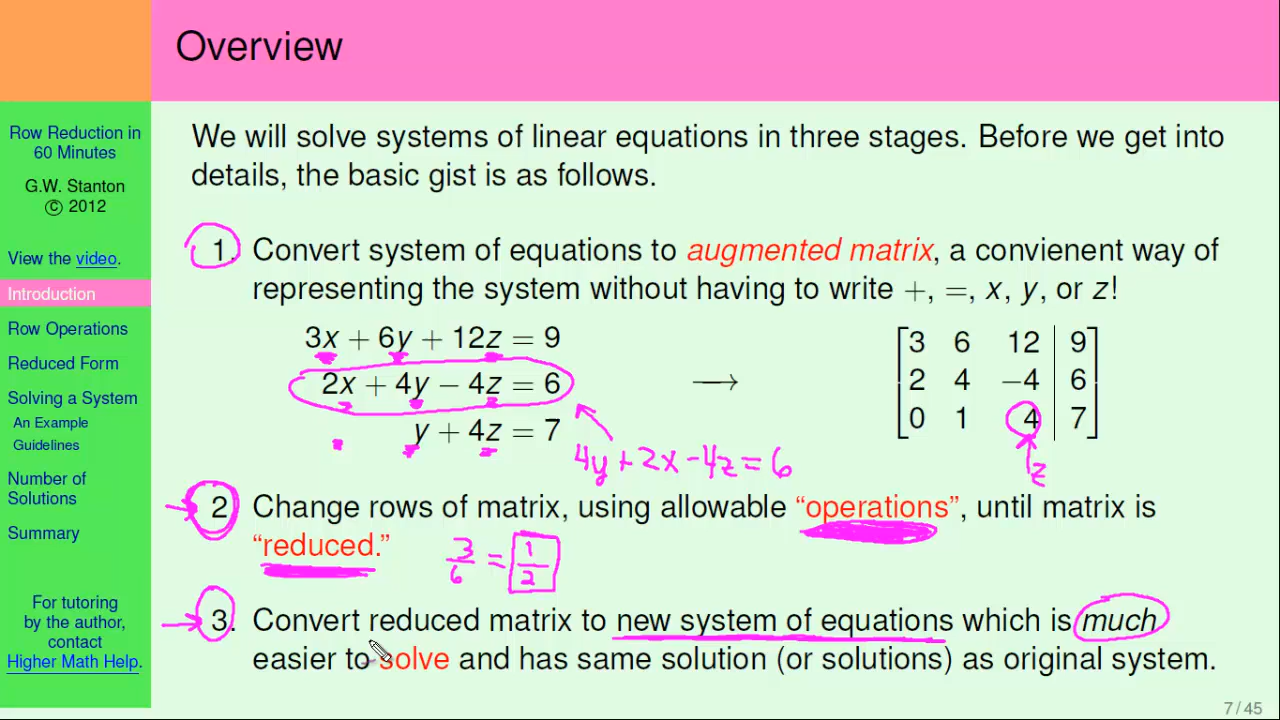 Overview
Row Reduction in
60 Minutes
G.W. Stanton
© 2012
View the video.
Introduction
Row Operations
Reduced Form
Solving a System
An Example
Guidelines
Number of
Solutions
Summary
For tutoring
by the author,
contact
Higher Math Help.
We will solve systems of linear equations in three stages. Before we get into
details, the basic gist is as follows.
1. Convert system of equations to augmented matrix, a convienent way of
representing the system without having to write +, =, x, y, or z!
3x + 6y + 12z = 9
2x + 4y − 4z = 6
y + 4z = 7
4y + 2x - 4z = 6
→
3 6 12 | 9
2 4 −4 | 6
0 1 4 | 7
z
2. Change rows of matrix, using allowable “operations”, until matrix is
“reduced.”
3/6 = 1/2
3. Convert reduced matrix to new system of equations which is much
easier to solve and has same solution (or solutions) as original system.
7 / 45